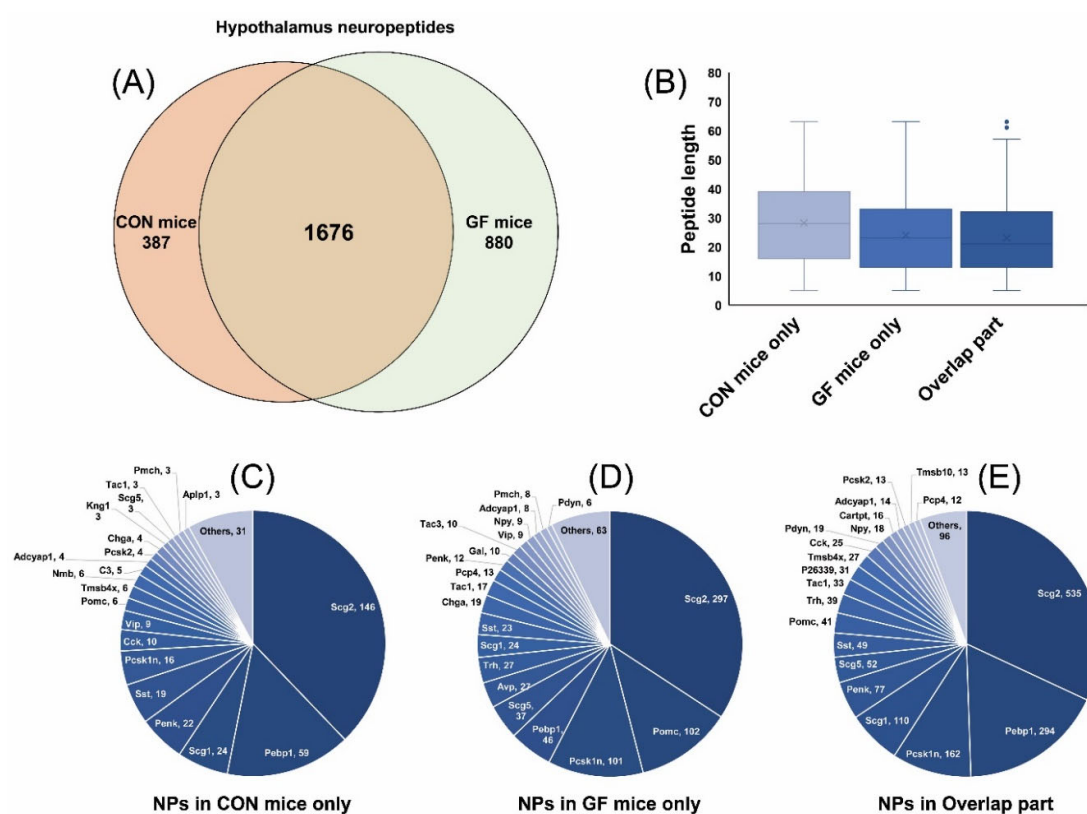 Hypothalamus neuropeptides
(A)
CON mice
387
1676
GF mice
880
(B)
Peptide length
80
70
60
50
40
30
20
10
0
CON mice only
GF mice only
Overlap part
(C)
Pmch, 3
Tac1, 3
Scg5,
3
Kng1
3
Chga, 4
Pcsk2, 4
Adcyap1, 4
C3, 5
Nmb, 6
Tmsb4x, 6
Pomc, 6
Vip, 9
Cck, 10
Pcsk1n, 16
Sst, 19
Penk, 22
Scg1, 24
Pebp1, 59
Scg2, 146
Others, 31
Aplp1, 3
NPs in CON mice only
(D)
Pmch, 8
Adcyap1, 8
Npy, 9
Vip, 9
Tac3, 10
Gal, 10
Penk, 12
Pcp4, 13
Tac1, 17
Chga, 19
Sst, 23
Scg1, 24
Trh, 27
Avp, 27
Scg5,
37
Pebp1,
46
Pcsk1n, 101
Pomc, 102
Scg2, 297
Others, 63
Pdyn, 6
NPs in GF mice only
(E)
Tmsb10, 13
Pcsk2, 13
Adcyap1, 14
Cartpt, 16
Npy, 18
Pdyn, 19
Cck, 25
Tmsb4x, 27
P26339, 31
Tac1, 33
Trh, 39
Pomc, 41
Sst, 49
Scg5, 52
Penk, 77
Scg1, 110
Pcsk1n, 162
Pebp1, 294
Scg2, 535
Others,
96
Pcp4, 12
NPs in Overlap part